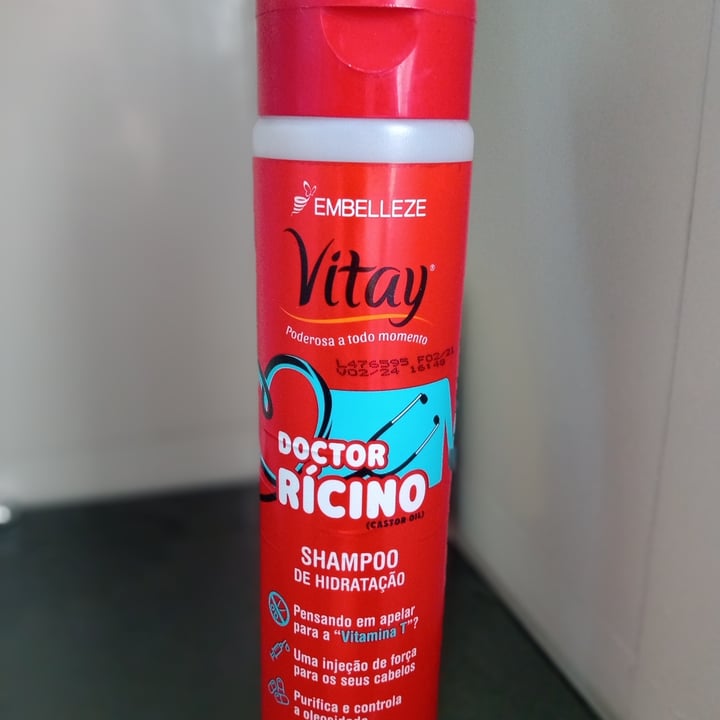 EMBELLEZE
Vitay®
Poderosa a todo momento
L476595 F02/21
V02/24 16:49
DOCTOR
RÍCINO
(CASTOR OIL)
SHAMPOO
DE HIDRATAÇÃO
Pensando em apelar
para a "Vitamina T"?
Uma injeção de força
para os seus cabelos
Purifica e controla
a oleosidade